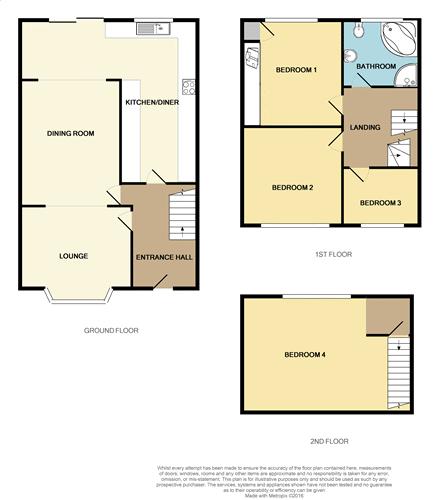 KITCHEN/DINER
DINING ROOM
LOUNGE
ENTRANCE HALL
GROUND FLOOR
BEDROOM 1
BATHROOM
LANDING
BEDROOM 2
BEDROOM 3
1ST FLOOR
BEDROOM 4
2ND FLOOR
Whilst every attempt has been made to ensure the accuracy of the floor plan contained here, measurements
of doors, windows, rooms and any other items are approximate and no responsibility is taken for any error,
omission, or mis-statement. This plan is for illustrative purposes only and should be used as such by any
prospective purchaser. The services, systems and appliances shown have not been tested and no guarantee
as to their operability or efficiency can be given
Made with Metropix ©2016